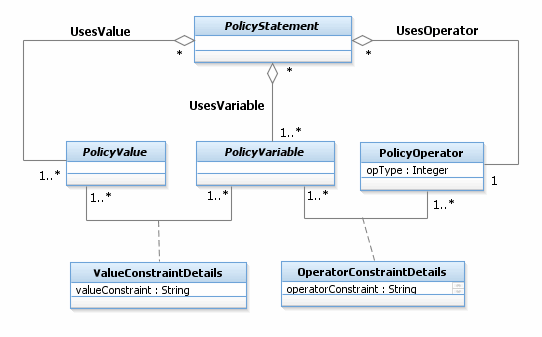 UsesValue
PolicyStatement
UsesOperator
*
*
*
UsesVariable
1..*
PolicyValue
PolicyVariable
PolicyOperator
opType : Integer
1..*
1
1..*
1..*
1..*
1..*
ValueConstraintDetails
valueConstraint : String
OperatorConstraintDetails
operatorConstraint : String